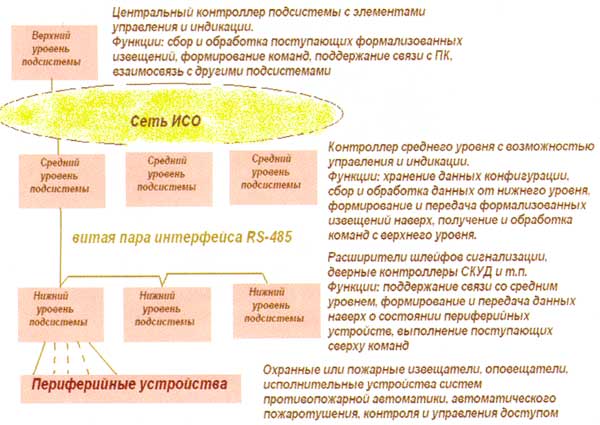 Центральный контроллер подсистемы с элементами
управления и индикации.
Функции: сбор и обработка поступающих формализованных
извещений, формирование команд, поддержание связи с ПК,
взаимосвязь с другими подсистемами
Верхний
уровень
подсистемы
Сеть ИСО
Средний
уровень
подсистемы
Средний
уровень
подсистемы
Средний
уровень
подсистемы
Контроллер среднего уровня с возможностью
управления и индикации.
Функции: хранение данных конфигурации,
сбор и обработка данных от нижнего уровня,
формирование и передача формализованных
извещений наверх, получение и обработка
команд с верхнего уровня.
витая пара интерфейса RS-485
Нижний
уровень
подсистемы
Нижний
уровень
подсистемы
Нижний
уровень
подсистемы
Расширители шлейфов сигнализации,
дверные контроллеры СКУД и т.п.
Функции: поддержание связи со средним
уровнем, формирование и передача данных
наверх о состоянии периферийных
устройств, выполнение поступающих
сверху команд
Периферийные устройства
Охранные или пожарные извещатели, оповещатели,
исполнительные устройства систем
противопожарной автоматики, автоматического
пожаротушения, контроля и управления доступом